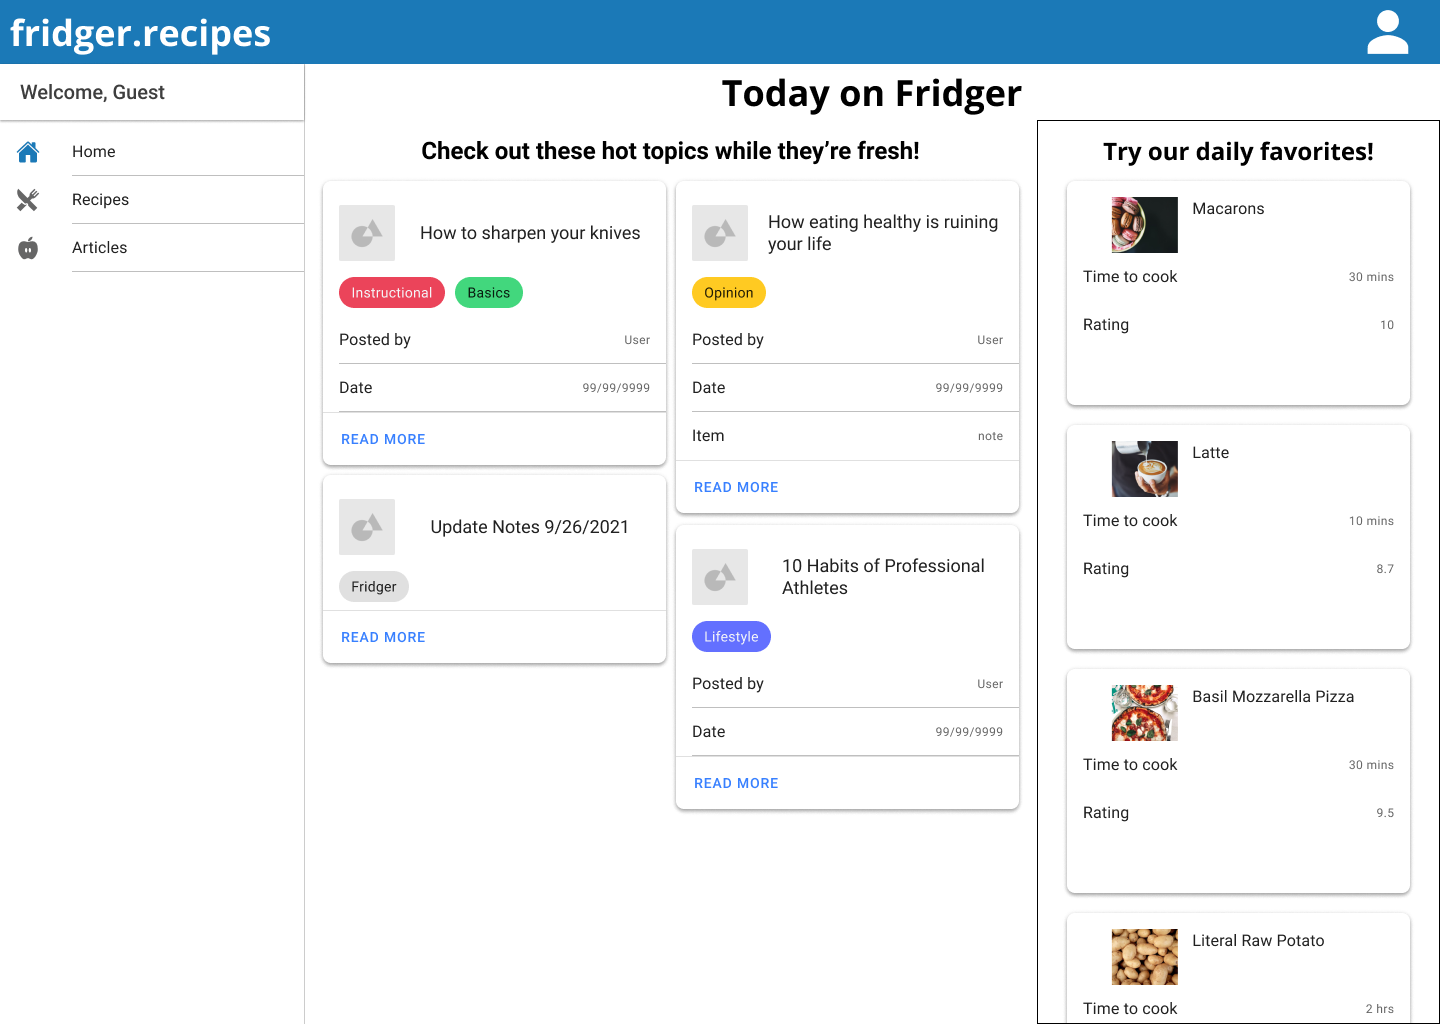 fridger.recipes
Welcome, Guest
Home
Recipes
Articles
Today on Fridger
Check out these hot topics while they’re fresh!
How to sharpen your knives
Instructional
Basics
Posted by
User
Date
99/99/9999
READ MORE
Update Notes 9/26/2021
Fridger
READ MORE
How eating healthy is ruining
your life
Opinion
Posted by
User
Date
99/99/9999
Item
note
READ MORE
10 Habits of Professional
Athletes
Lifestyle
Posted by
User
Date
99/99/9999
READ MORE
Try our daily favorites!
Macarons
Time to cook
30 mins
Rating
10
Latte
Time to cook
10 mins
Rating
8.7
Basil Mozzarella Pizza
Time to cook
30 mins
Rating
9.5
Literal Raw Potato
Time to cook
2 hrs